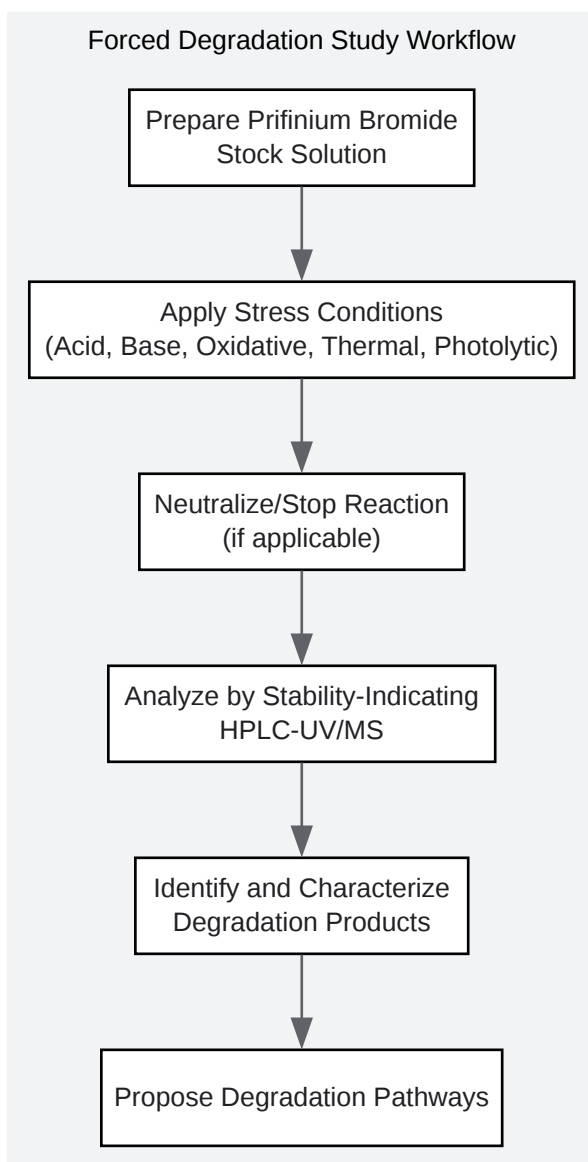 Forced Degradation Study Workflow
Prepare Prifinium Bromide
Stock Solution
Apply Stress Conditions
(Acid, Base, Oxidative, Thermal, Photolytic)
Neutralize/Stop Reaction
(if applicable)
Analyze by Stability-Indicating
HPLC-UV/MS
Identify and Characterize
Degradation Products
Propose Degradation Pathways